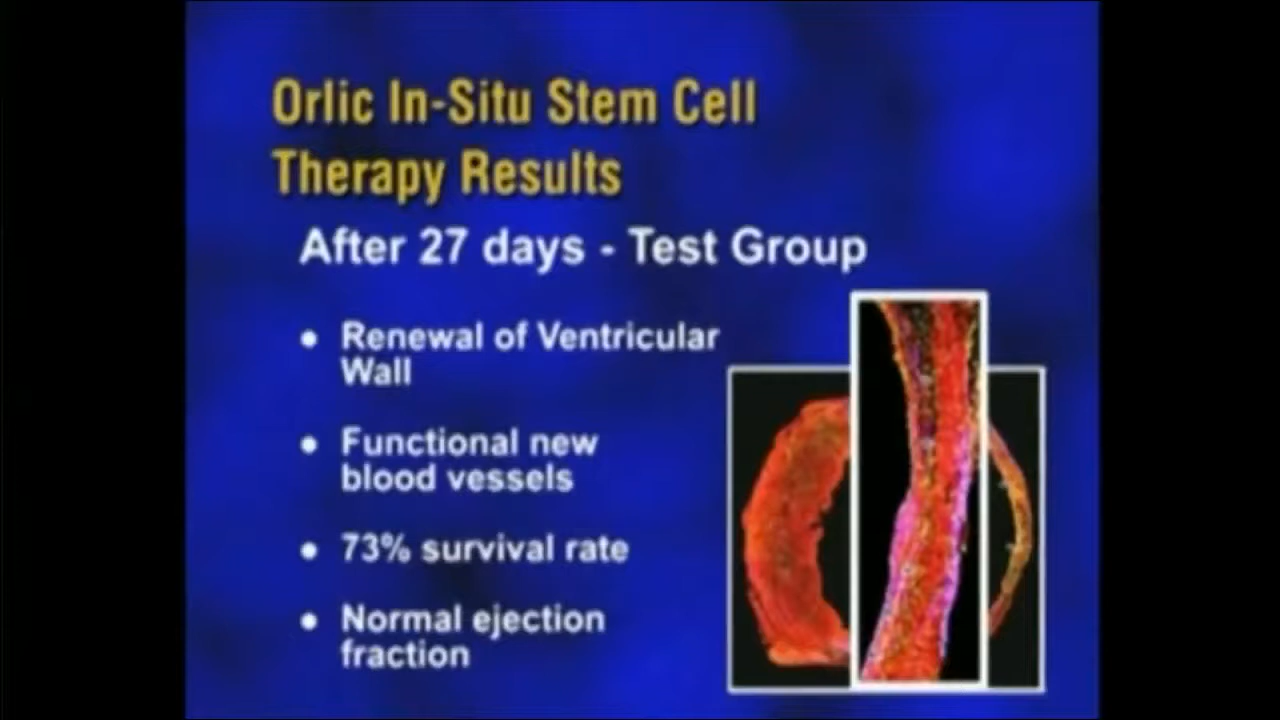 Orlic In-Situ Stem Cell
Therapy Results
After 27 days - Test Group
• Renewal of Ventricular
Wall
• Functional new
blood vessels
• 73% survival rate
• Normal ejection
fraction